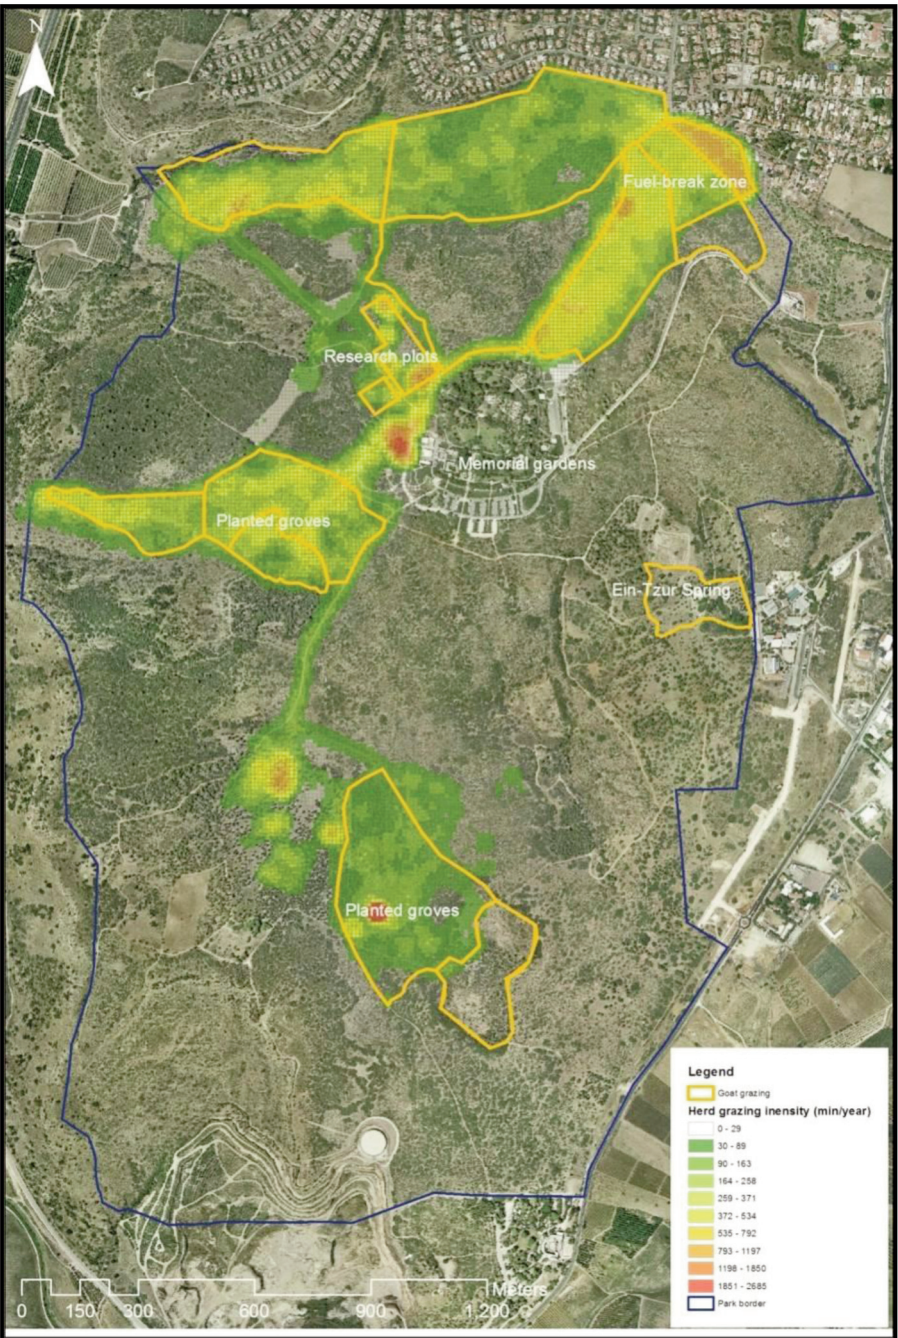 N
Fuel-break zone
Research plots
Memorial gardens
Planted groves
Ein-Tzur Spring
Planted groves
Legend
Goat grazing
Herd grazing inensity (min/year)
0 - 29
30 - 89
90 - 163
164 - 258
259 - 371
372 - 534
535 - 792
793 - 1197
1198 - 1850
1851 - 2685
Park border
Meters
0 150 300 600 900 1 200